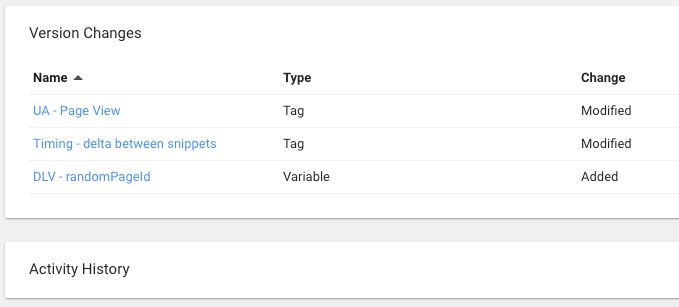 Version Changes
Name Type Change
UA - Page View Tag Modified
Timing - delta between snippets Tag Modified
DLV - randomPageId Variable Added
Activity History